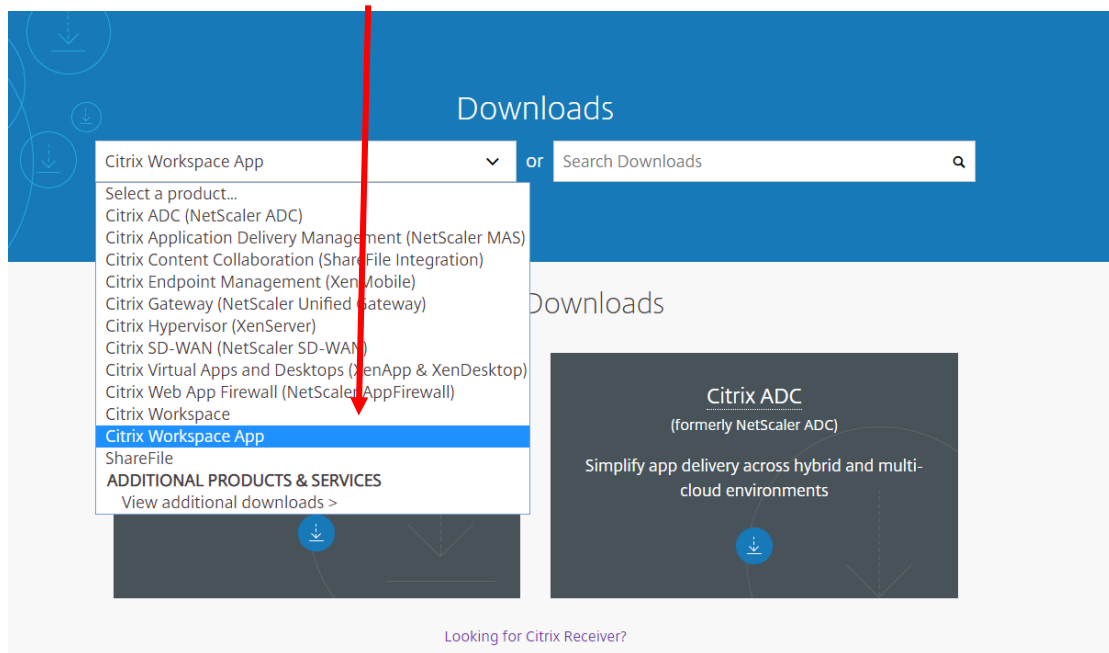 Downloads
Citrix Workspace App
or
Search Downloads
Select a product...
Citrix ADC (NetScaler ADC)
Citrix Application Delivery Management (NetScaler MAS)
Citrix Content Collaboration (ShareFile Integration)
Citrix Endpoint Management (XenMobile)
Citrix Gateway (NetScaler Unified Gateway)
Citrix Hypervisor (XenServer)
Citrix SD-WAN (NetScaler SD-WAN)
Citrix Virtual Apps and Desktops (XenApp & XenDesktop)
Citrix Web App Firewall (NetScaler AppFirewall)
Citrix Workspace
Citrix Workspace App
ShareFile
ADDITIONAL PRODUCTS & SERVICES
View additional downloads >
Downloads
Citrix ADC
(formerly NetScaler ADC)
Simplify app delivery across hybrid and multi-
cloud environments
Looking for Citrix Receiver?